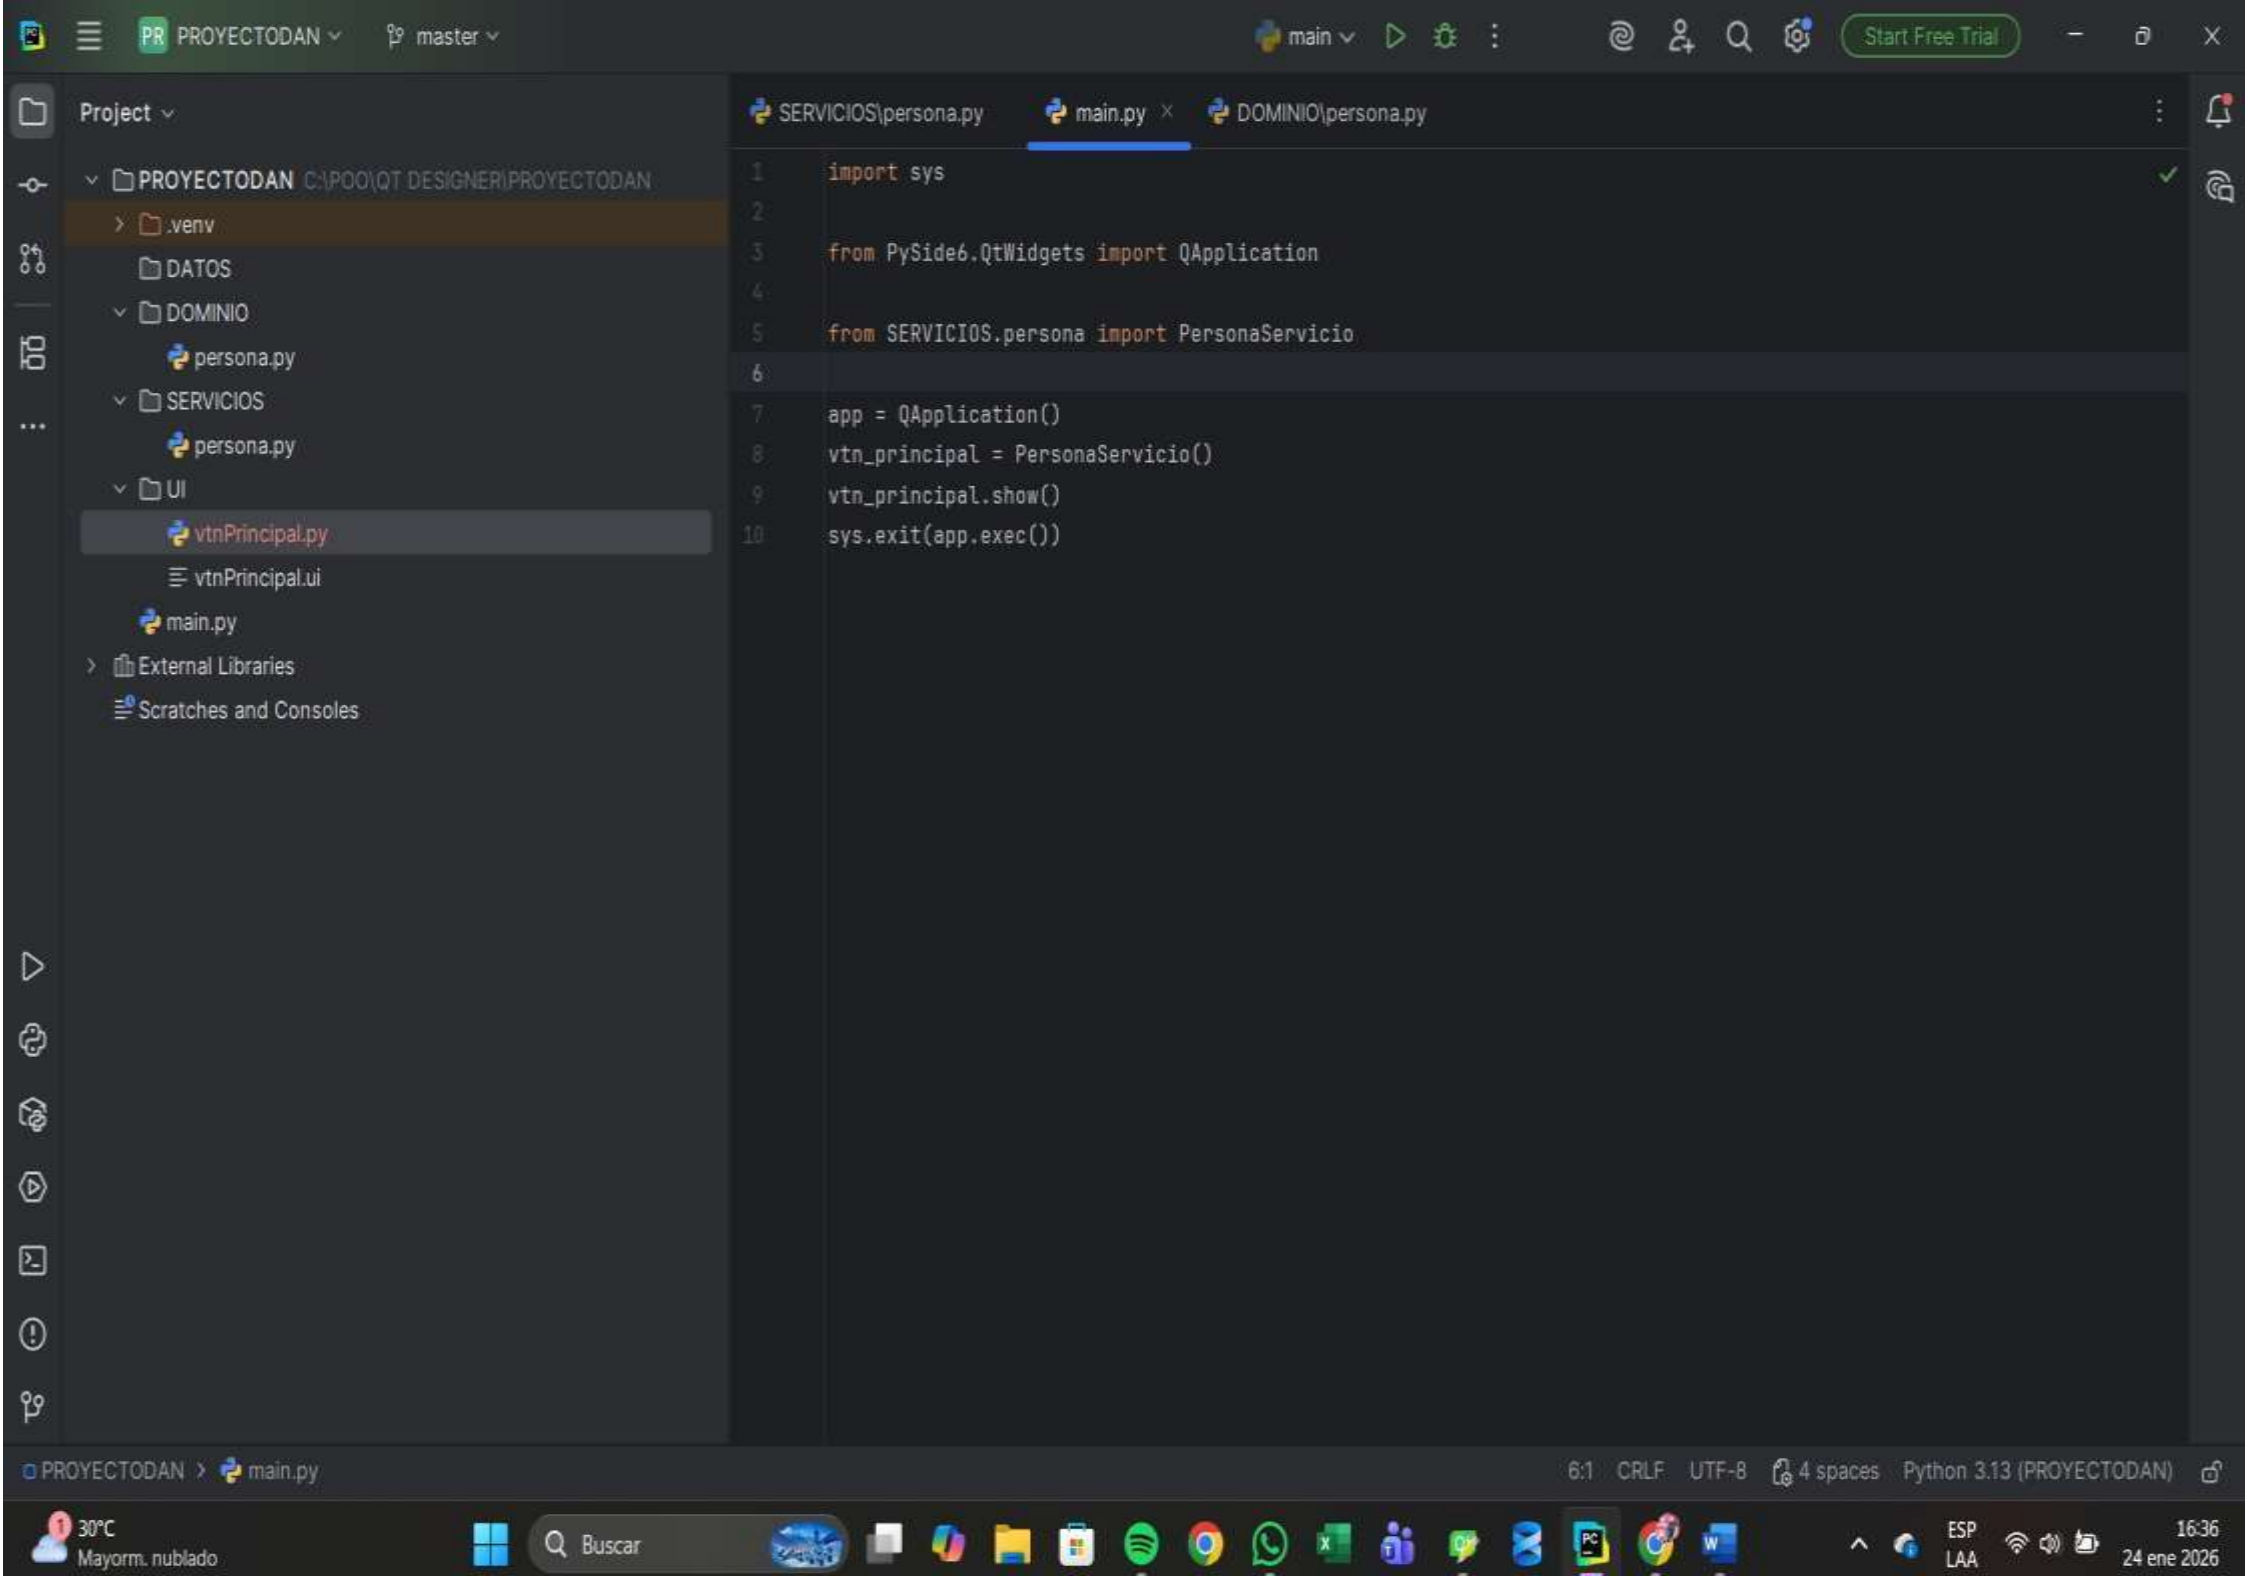 PR PROYECTODAN master main Start Free Trial
Project
SERVICIOS\persona.py main.py DOMINIO\persona.py
PROYECTODAN C:\POO\QT DESIGNER\PROYECTODAN
.venv
DATOS
DOMINIO
persona.py
SERVICIOS
persona.py
UI
vtnPrincipal.py
vtnPrincipal.ui
main.py
External Libraries
Scratches and Consoles
1 import sys
2
3 from PySide6.QtWidgets import QApplication
4
5 from SERVICIOS.persona import PersonaServicio
6
7 app = QApplication()
8 vtn_principal = PersonaServicio()
9 vtn_principal.show()
10 sys.exit(app.exec())
PROYECTODAN > main.py 6:1 CRLF UTF-8 4 spaces Python 3.13 (PROYECTODAN)
1 30°C
Mayorm. nublado
Buscar
ESP
LAA
16:36
24 ene 2026